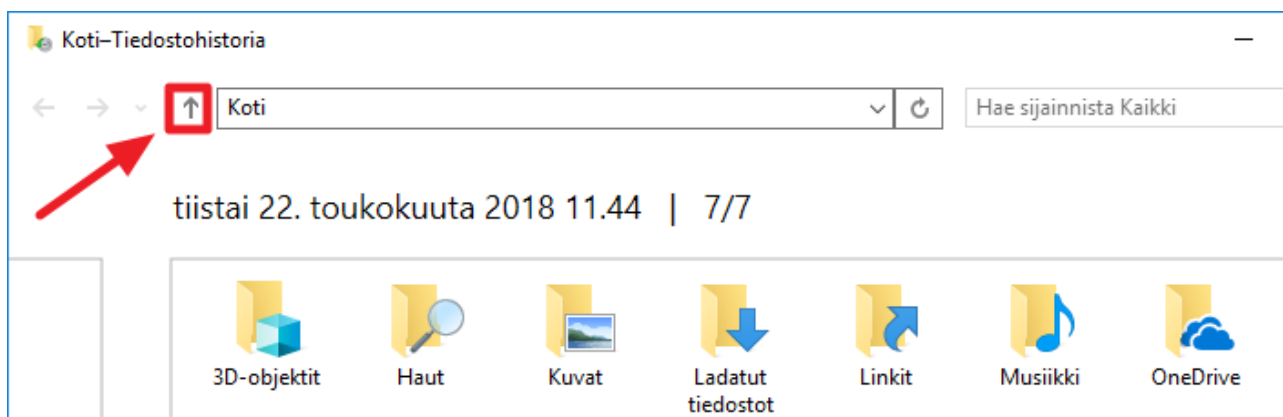 Koti–Tiedostohistoria
Koti
Hae sijainnista Kaikki
tiistai 22. toukokuuta 2018 11.44 | 7/7
3D-objektit Haut Kuvat Ladatut tiedostot Linkit Musiikki OneDrive